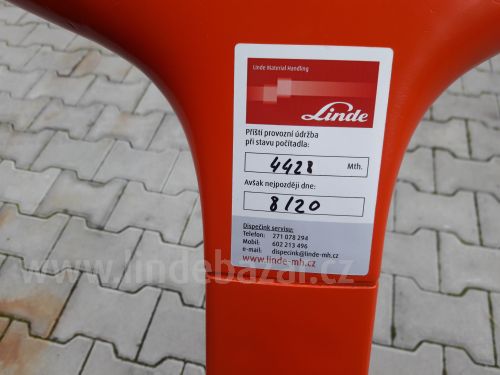 Linde Material Handling
Linde
Příští provozní údržba
při stavu počítadla:
4428 Mth.
Avšak nejpozději dne:
8/20
Dispečink servisu:
Telefon: 271 078 294
Mobil: 602 213 496
e-mail: dispecink@linde-mh.cz
www.linde-mh.cz
www.lindebazar.cz